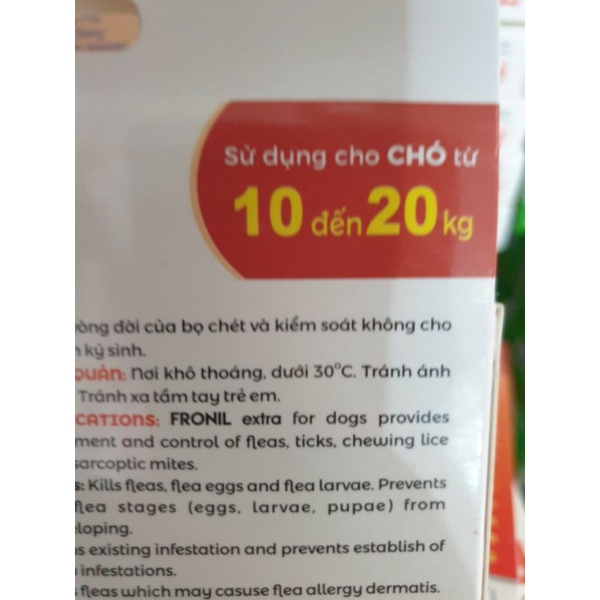 Sử dụng cho CHÓ từ
10 đến 20 kg
đời của bọ chét và kiểm soát không cho
ký sinh.
QUẢN: Nơi khô thoáng, dưới 30°C. Tránh ánh
Tránh xa tầm tay trẻ em.
CATIONS: FRONIL extra for dogs provides
ment and control of fleas, ticks, chewing lice
sarcoptic mites.
s: Kills fleas, flea eggs and flea larvae. Prevents
flea stages (eggs, larvae, pupae) from
loping.
s existing infestation and prevents establish of
infestations.
fleas which may casuse flea allergy dermatis.